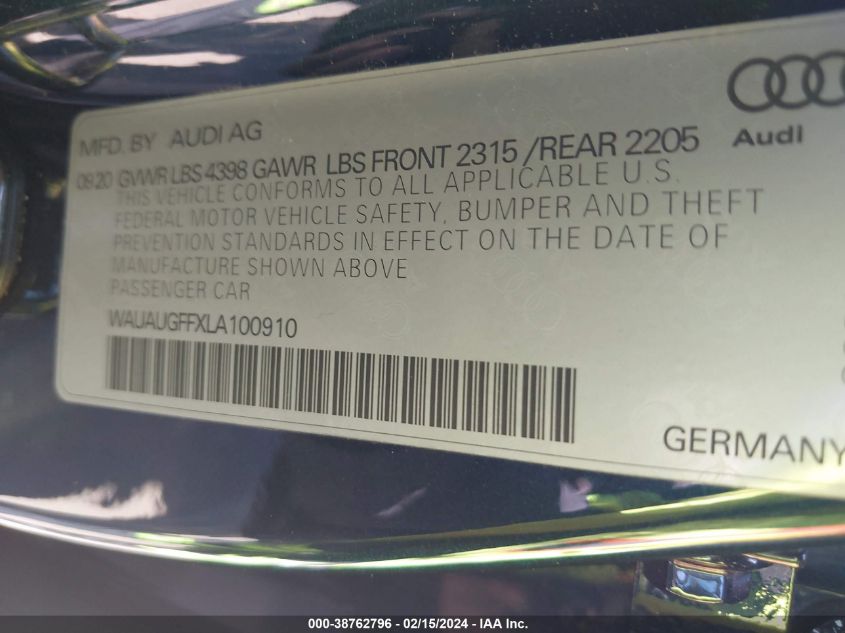 MFD. BY AUDI AG
Audi
0820 GVWR LBS 4398 GAWR LBS FRONT 2315 /REAR 2205
THIS VEHICLE CONFORMS TO ALL APPLICABLE U.S.
FEDERAL MOTOR VEHICLE SAFETY, BUMPER AND THEFT
PREVENTION STANDARDS IN EFFECT ON THE DATE OF
MANUFACTURE SHOWN ABOVE
PASSENGER CAR
WAUAUGFFXLA100910
GERMANY
000-38762796 - 02/15/2024 - IAA Inc.